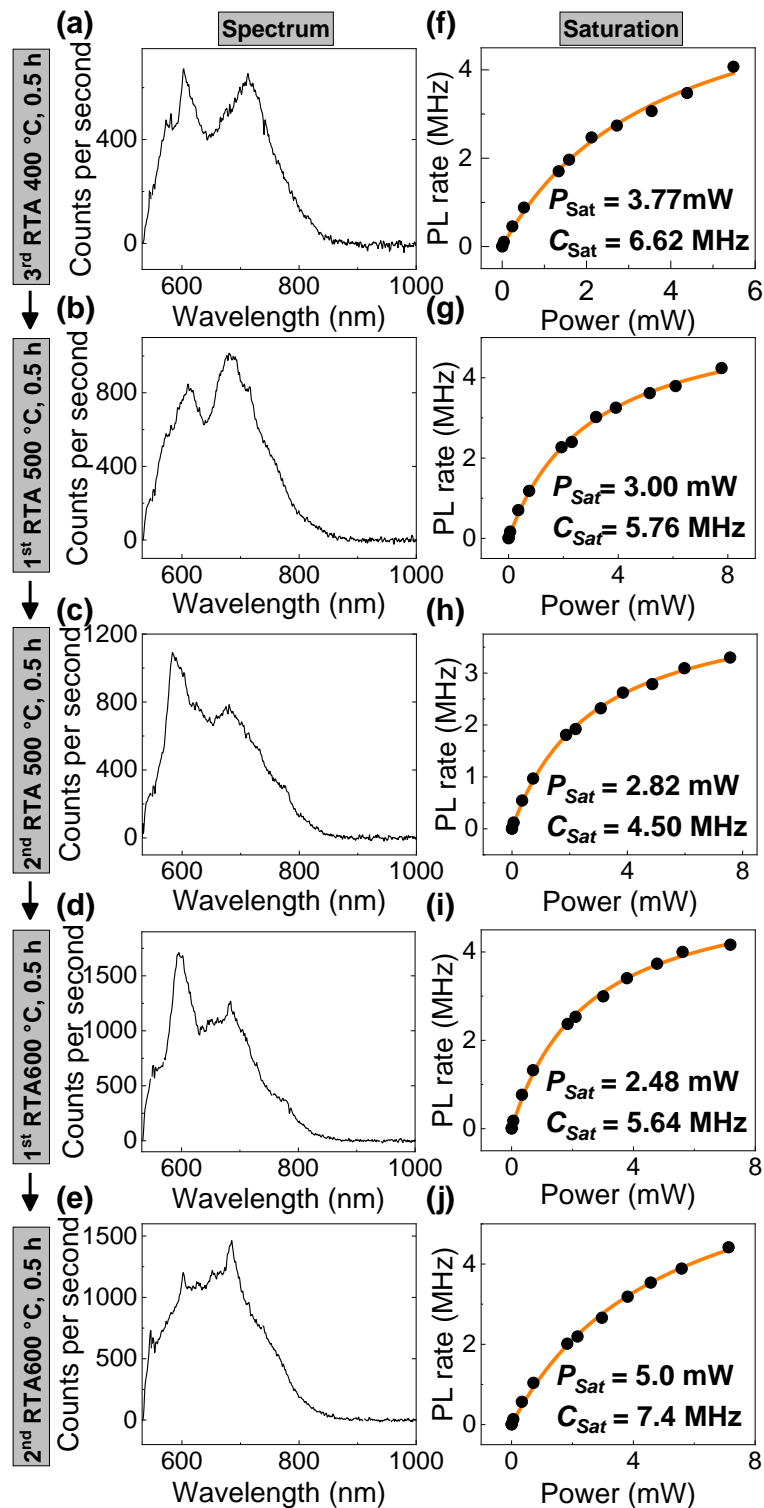 (a)
Spectrum
(f)
Saturation
3rd RTA 400 °C, 0.5 h
Counts per second
400
0
600
800
1000
Wavelength (nm)
PL rate (MHz)
4
2
0
PSat = 3.77mW
CSat = 6.62 MHz
0
2
4
6
Power (mW)
(b)
(g)
1st RTA 500 °C, 0.5 h
Counts per second
800
400
0
600
800
1000
Wavelength (nm)
PL rate (MHz)
4
2
0
PSat= 3.00 mW
CSat= 5.76 MHz
0
4
8
Power (mW)
(c)
(h)
2nd RTA 500 °C, 0.5 h
Counts per second
1200
800
400
0
600
800
1000
Wavelength (nm)
PL rate (MHz)
3
2
1
0
PSat = 2.82 mW
CSat = 4.50 MHz
0
4
8
Power (mW)
(d)
(i)
1st RTA600 °C, 0.5 h
Counts per second
1500
1000
500
0
600
800
1000
Wavelength (nm)
PL rate (MHz)
4
2
0
PSat = 2.48 mW
CSat = 5.64 MHz
0
4
8
Power (mW)
(e)
(j)
2nd RTA600 °C, 0.5 h
Counts per second
1500
1200
900
600
300
0
600
800
1000
Wavelength (nm)
PL rate (MHz)
4
2
0
PSat = 5.0 mW
CSat = 7.4 MHz
0
2
4
6
8
Power (mW)